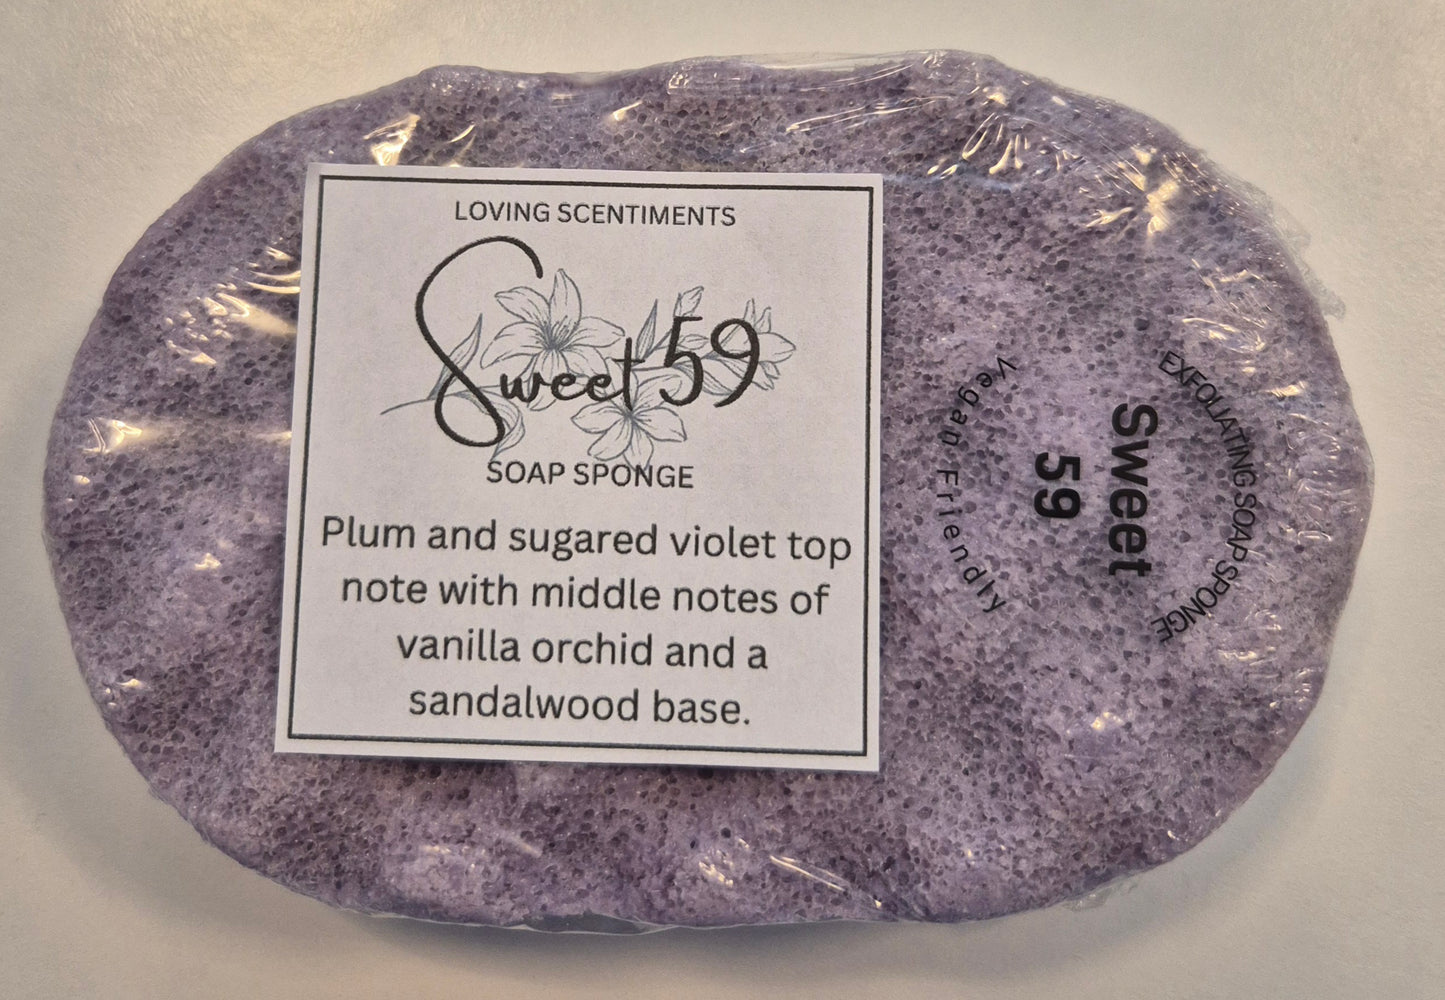 LOVING SCENTIMENTS
Sweet 59
SOAP SPONGE
Plum and sugared violet top
note with middle notes of
vanilla orchid and a
sandalwood base.
EXFOLIATING SOAP SPONGE
Sweet
59
Vegan Friendly